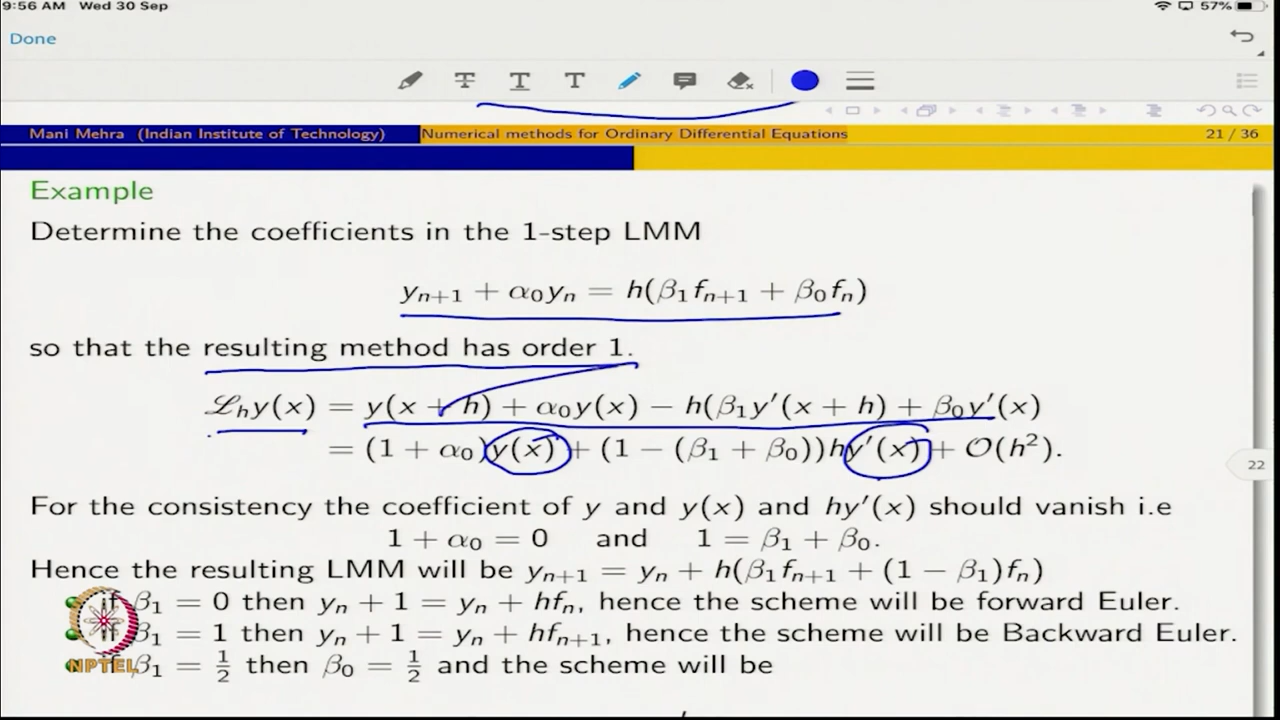 9:56 AM Wed 30 Sep
57%
Done
Mani Mehra (Indian Institute of Technology) Numerical methods for Ordinary Differential Equations 21 / 36
Example
Determine the coefficients in the 1-step LMM
yₙ₊₁ + α₀yₙ = h(β₁fₙ₊₁ + β₀fₙ)
so that the resulting method has order 1.
ℒₕy(x) = y(x + h) + α₀y(x) − h(β₁y′(x + h) + β₀y′(x)
= (1 + α₀)y(x) + (1 − (β₁ + β₀))hy′(x) + 𝒪(h²).
22
For the consistency the coefficient of y and y(x) and hy′(x) should vanish i.e
1 + α₀ = 0 and 1 = β₁ + β₀.
Hence the resulting LMM will be yₙ₊₁ = yₙ + h(β₁fₙ₊₁ + (1 − β₁)fₙ)
if β₁ = 0 then yₙ + 1 = yₙ + hfₙ, hence the scheme will be forward Euler.
if β₁ = 1 then yₙ + 1 = yₙ + hfₙ₊₁, hence the scheme will be Backward Euler.
if β₁ = ½ then β₀ = ½ and the scheme will be
NPTEL